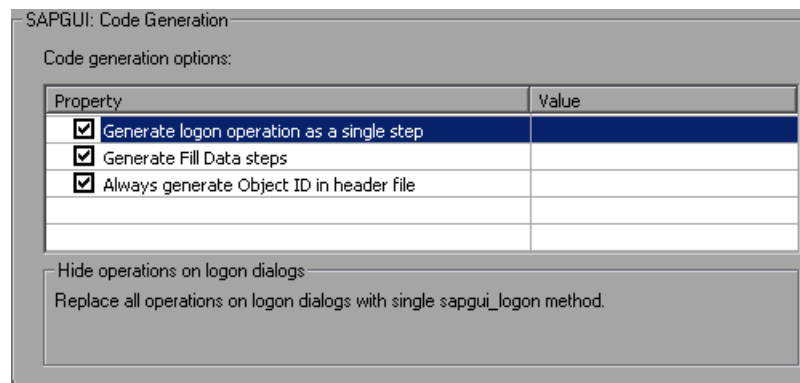 SAPGUI: Code Generation
Code generation options:
Property Value
Generate logon operation as a single step
Generate Fill Data steps
Always generate Object ID in header file
Hide operations on logon dialogs
Replace all operations on logon dialogs with single sapgui_logon method.